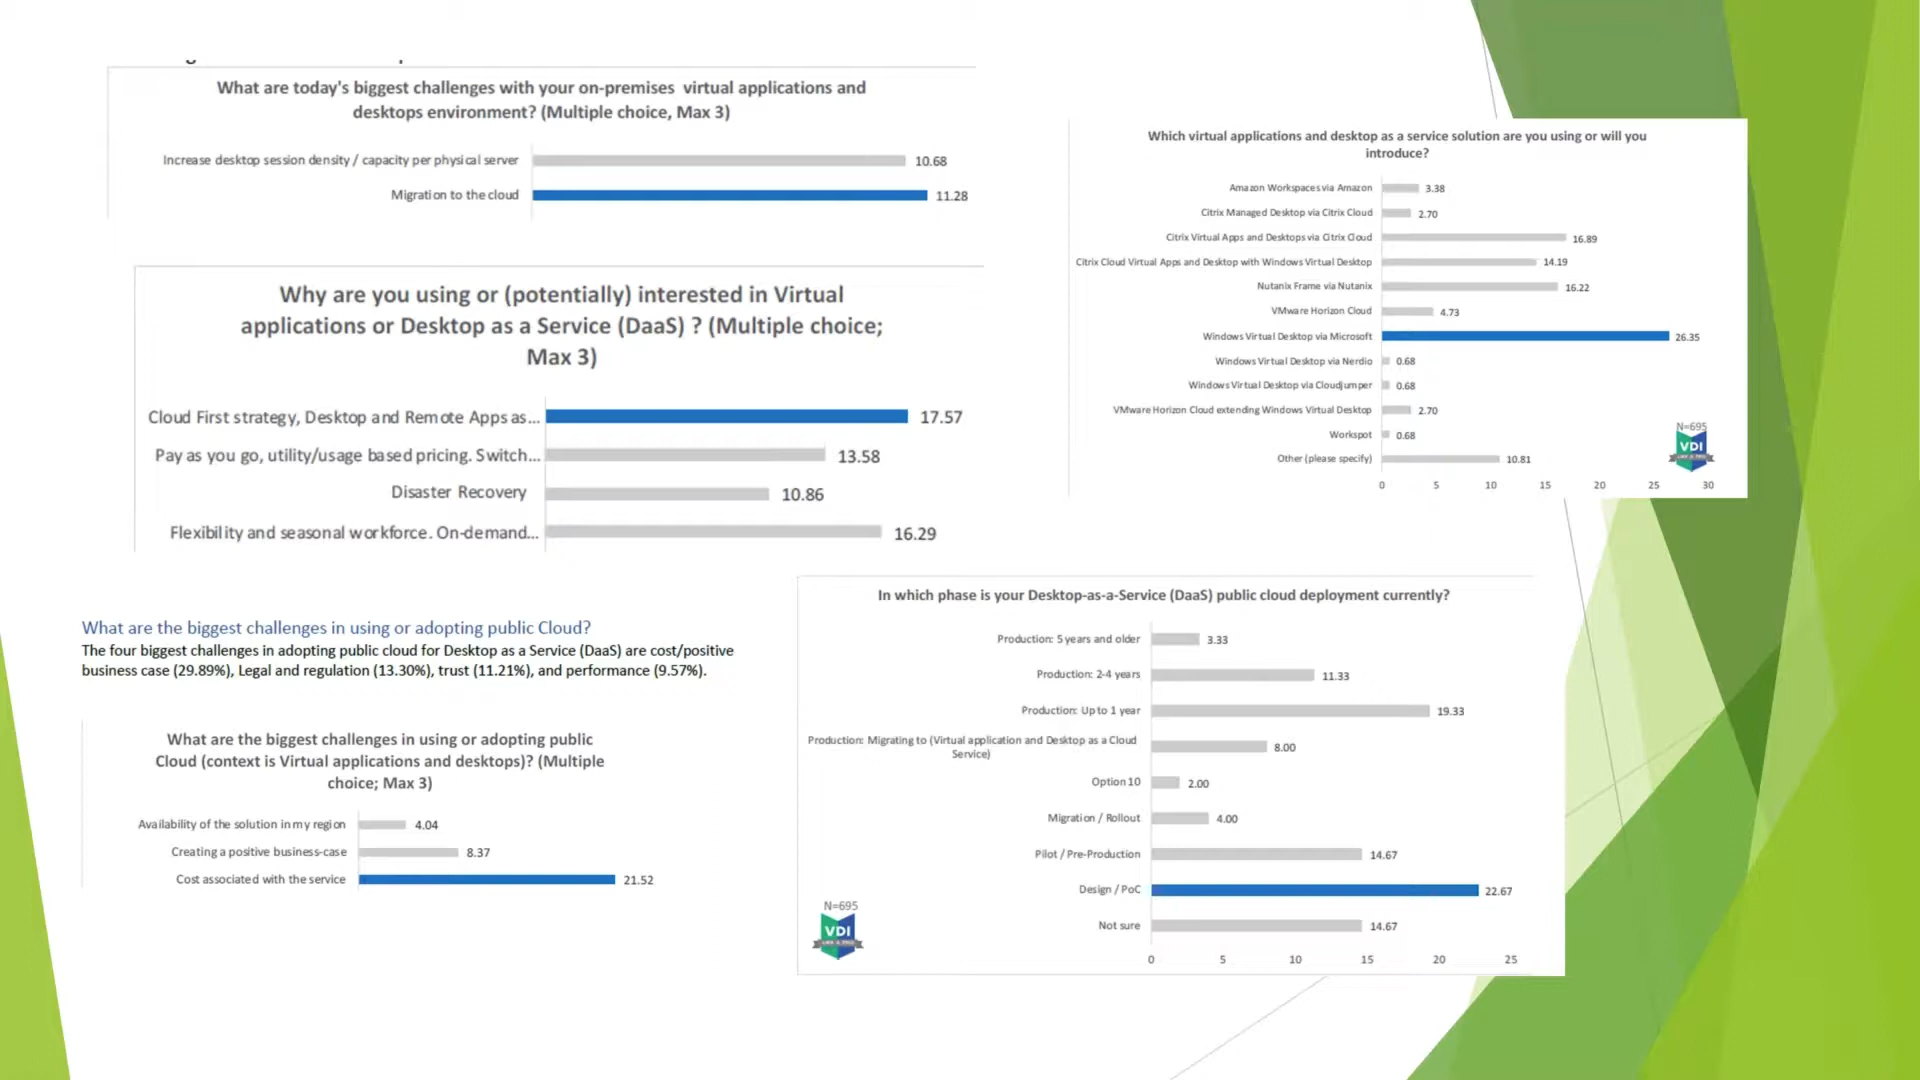 What are today's biggest challenges with your on-premises virtual applications and
desktops environment? (Multiple choice, Max 3)
Increase desktop session density / capacity per physical server 10.68
Migration to the cloud 11.28
Why are you using or (potentially) interested in Virtual
applications or Desktop as a Service (DaaS) ? (Multiple choice;
Max 3)
Cloud First strategy, Desktop and Remote Apps as... 17.57
Pay as you go, utility/usage based pricing. Switch... 13.58
Disaster Recovery 10.86
Flexibility and seasonal workforce. On-demand... 16.29
Which virtual applications and desktop as a service solution are you using or will you
introduce?
Amazon Workspaces via Amazon 3.38
Citrix Managed Desktop via Citrix Cloud 2.70
Citrix Virtual Apps and Desktops via Citrix Cloud 16.89
Citrix Cloud Virtual Apps and Desktop with Windows Virtual Desktop 14.19
Nutanix Frame via Nutanix 16.22
VMware Horizon Cloud 4.73
Windows Virtual Desktop via Microsoft 26.35
Windows Virtual Desktop via Nerdio 0.68
Windows Virtual Desktop via Cloudjumper 0.68
VMware Horizon Cloud extending Windows Virtual Desktop 2.70
Workspot 0.68
Other (please specify) 10.81
0 5 10 15 20 25 30
N=695
VDI
What are the biggest challenges in using or adopting public Cloud?
The four biggest challenges in adopting public cloud for Desktop as a Service (DaaS) are cost/positive
business case (29.89%), Legal and regulation (13.30%), trust (11.21%), and performance (9.57%).
What are the biggest challenges in using or adopting public
Cloud (context is Virtual applications and desktops)? (Multiple
choice; Max 3)
Availability of the solution in my region 4.04
Creating a positive business-case 8.37
Cost associated with the service 21.52
In which phase is your Desktop-as-a-Service (DaaS) public cloud deployment currently?
Production: 5 years and older 3.33
Production: 2-4 years 11.33
Production: Up to 1 year 19.33
Production: Migrating to (Virtual application and Desktop as a Cloud
Service) 8.00
Option 10 2.00
Migration / Rollout 4.00
Pilot / Pre-Production 14.67
Design / PoC 22.67
Not sure 14.67
0 5 10 15 20 25
N=695
VDI